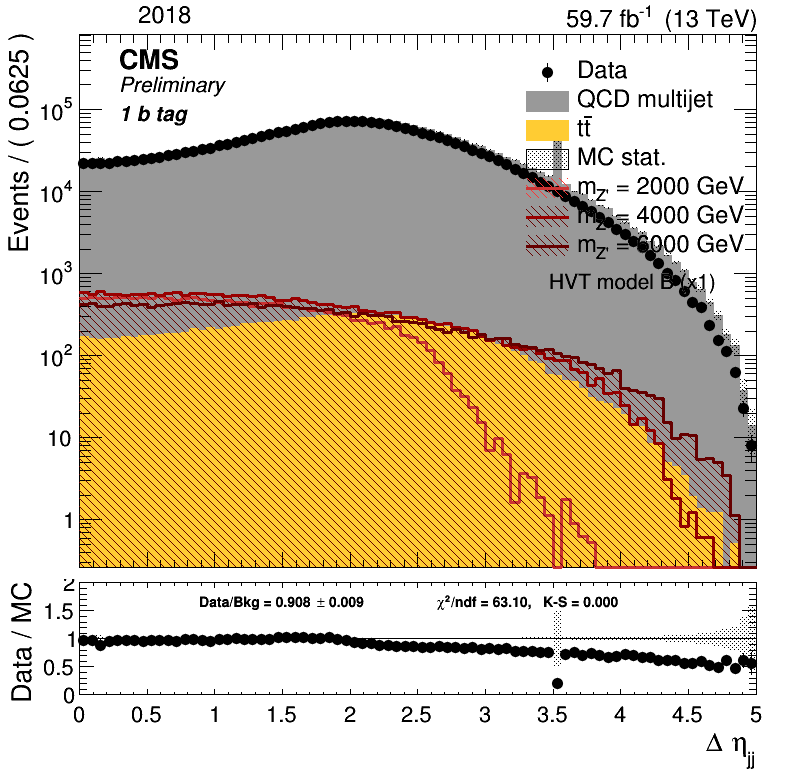 2018 59.7 fb⁻¹ (13 TeV)
CMS
Preliminary
1 b tag
Data
QCD multijet
tt̄
MC stat.
m_Z' = 2000 GeV
m_Z' = 4000 GeV
m_Z' = 6000 GeV
HVT model B (x1)
Events / ( 0.0625 )
10⁵
10⁴
10³
10²
10
1
Data/Bkg = 0.908 ± 0.009 χ²/ndf = 63.10, K-S = 0.000
Data / MC
2
1.5
1
0.5
0
0 0.5 1 1.5 2 2.5 3 3.5 4 4.5 5
Δ η_jj